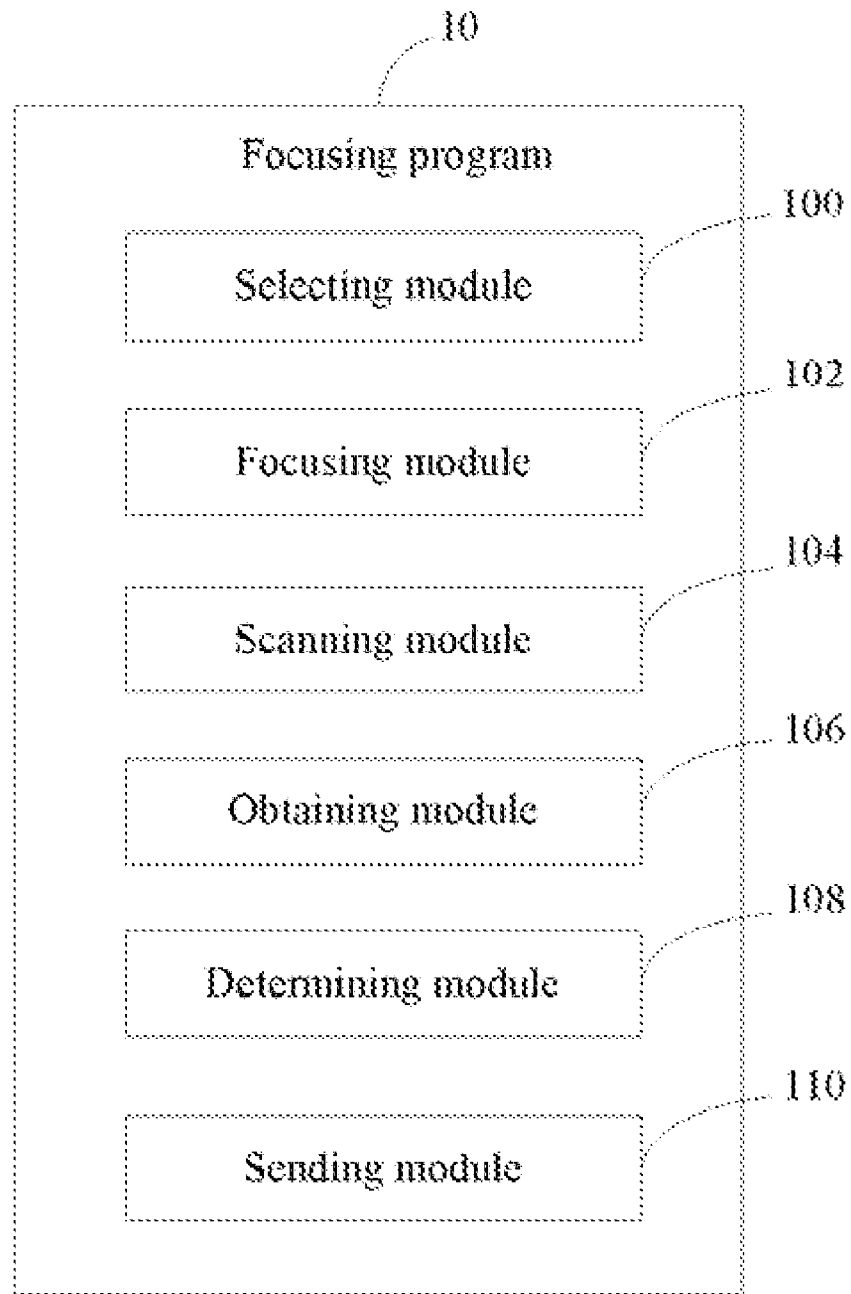 10
Focusing program
100
Selecting module
102
Focusing module
104
Scanning module
106
Obtaining module
108
Determining module
110
Sending module